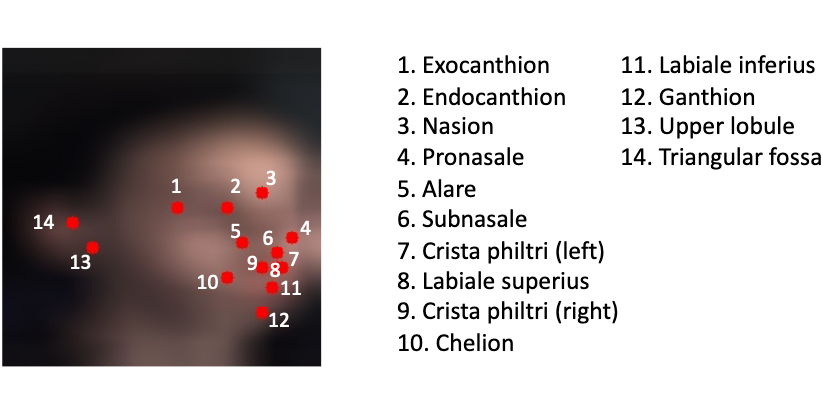 1
2
3
4
5
6
7
8
9
10
11
12
13
14
1. Exocanthion
2. Endocanthion
3. Nasion
4. Pronasale
5. Alare
6. Subnasale
7. Crista philtri (left)
8. Labiale superius
9. Crista philtri (right)
10. Chelion
11. Labiale inferius
12. Ganthion
13. Upper lobule
14. Triangular fossa